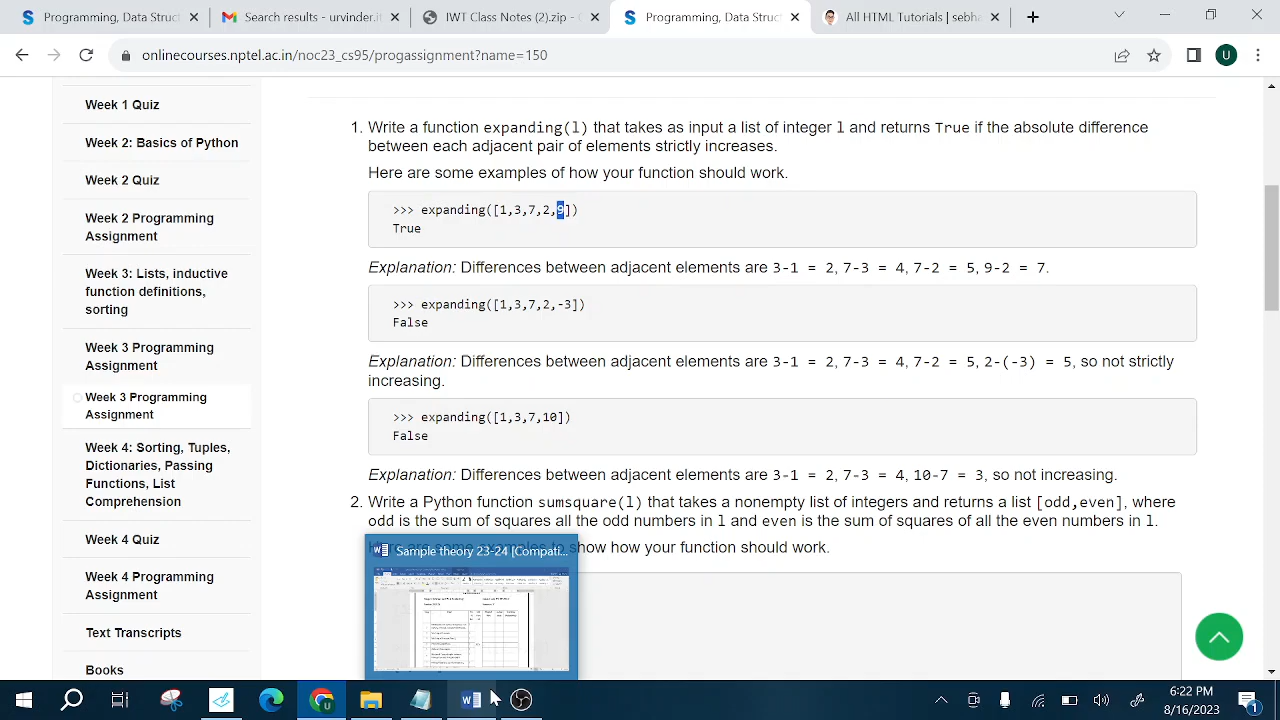 Programming, Data Struct
Search results - urvinder.it
IWT Class Notes (2).zip - G
Programming, Data Struct
All HTML Tutorials | sebha
onlinecourses.nptel.ac.in/noc23_cs95/progassignment?name=150
U
Week 1 Quiz
Week 2: Basics of Python
Week 2 Quiz
Week 2 Programming
Assignment
Week 3: Lists, inductive
function definitions,
sorting
Week 3 Programming
Assignment
Week 3 Programming
Assignment
Week 4: Sorting, Tuples,
Dictionaries, Passing
Functions, List
Comprehension
Week 4 Quiz
Week 4 Programming
Assignment
Text Transcripts
Books
1. Write a function expanding(l) that takes as input a list of integer l and returns True if the absolute difference
between each adjacent pair of elements strictly increases.
Here are some examples of how your function should work.
>>> expanding([1,3,7,2,9])
True
Explanation: Differences between adjacent elements are 3-1 = 2, 7-3 = 4, 7-2 = 5, 9-2 = 7.
>>> expanding([1,3,7,2,-3])
False
Explanation: Differences between adjacent elements are 3-1 = 2, 7-3 = 4, 7-2 = 5, 2-(-3) = 5, so not strictly
increasing.
>>> expanding([1,3,7,10])
False
Explanation: Differences between adjacent elements are 3-1 = 2, 7-3 = 4, 10-7 = 3, so not increasing.
2. Write a Python function sumsquare(l) that takes a nonempty list of integers and returns a list [odd,even], where
odd is the sum of squares all the odd numbers in l and even is the sum of squares of all the even numbers in l.
show how your function should work.
Sample theory 23-24 [Compati...
6:22 PM
8/16/2023
1